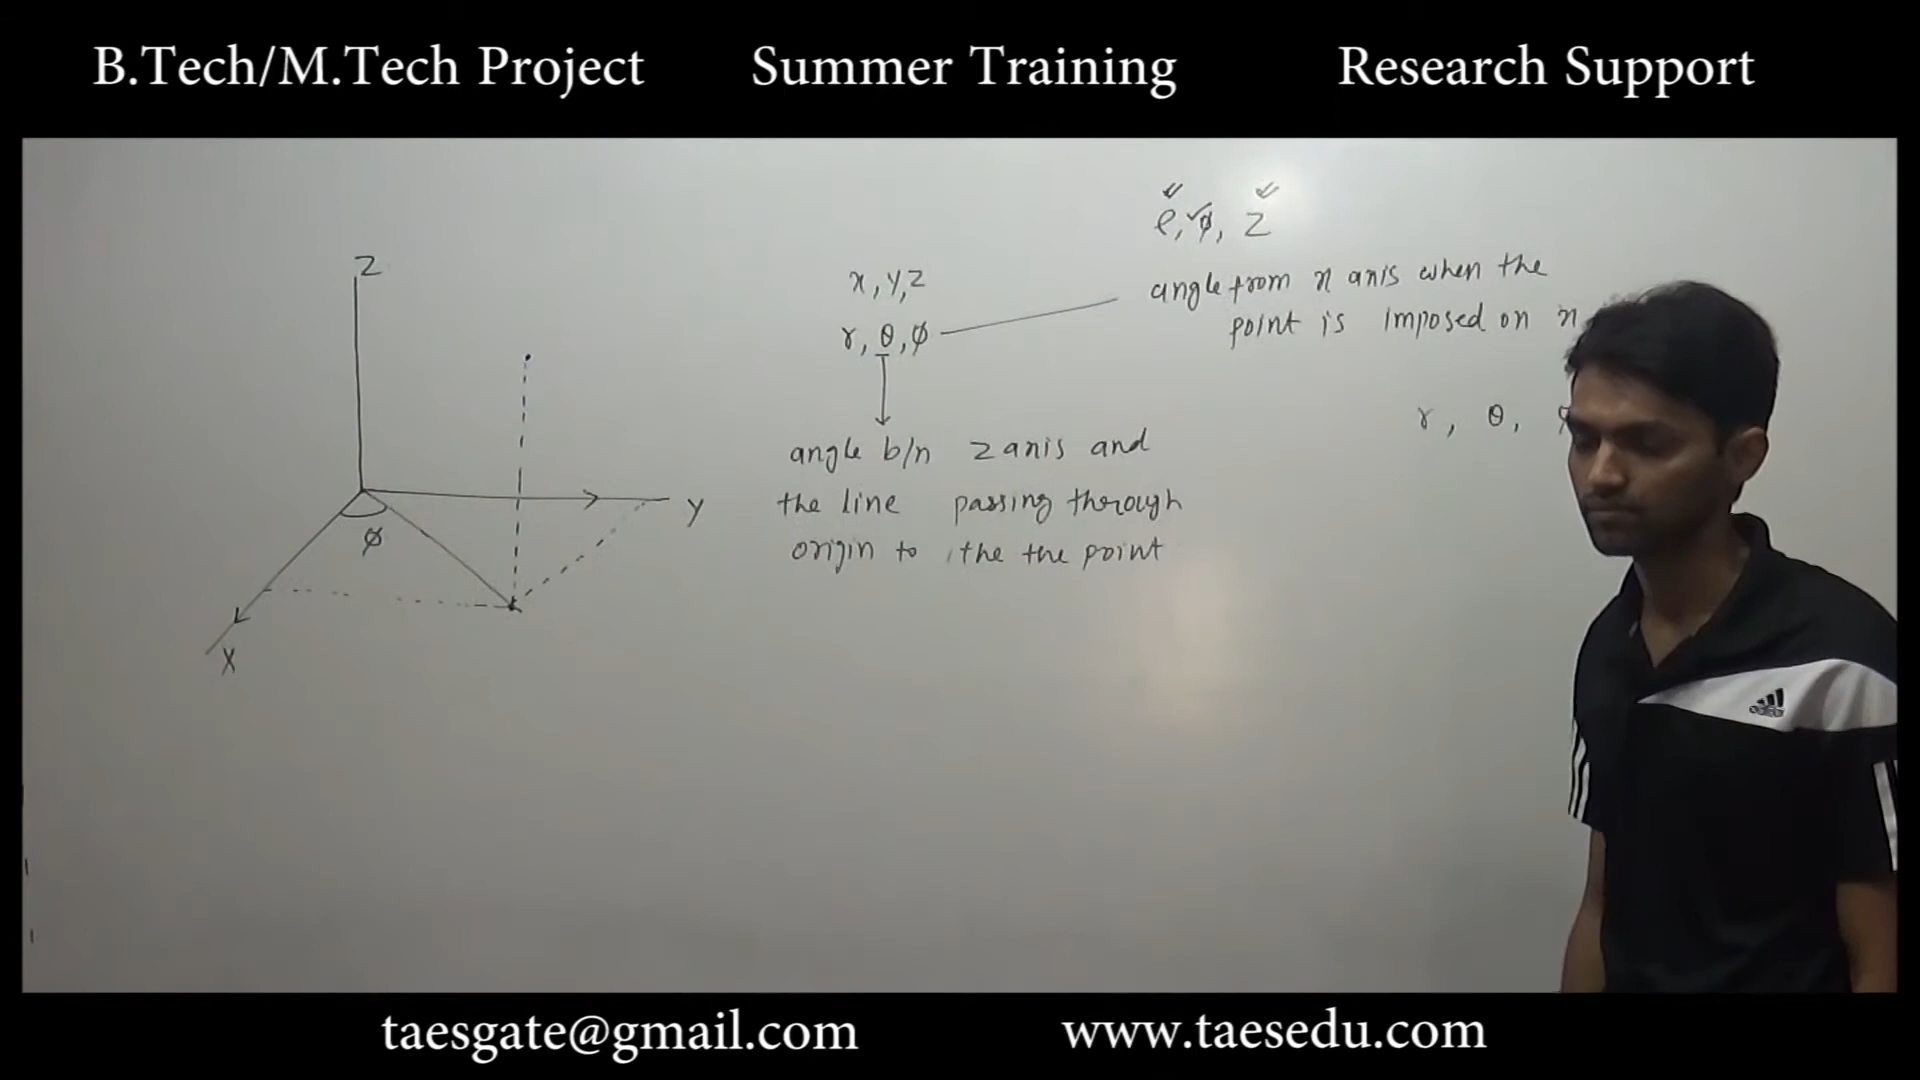 B.Tech/M.Tech Project Summer Training Research Support
ρ, φ, Z
x, y, z
angle from x axis when the
point is imposed on x
r, θ, φ
r, θ,
angle b/n z axis and
the line passing through
origin to the the point
Z
Y
φ
X
adidas
taesgate@gmail.com www.taesedu.com